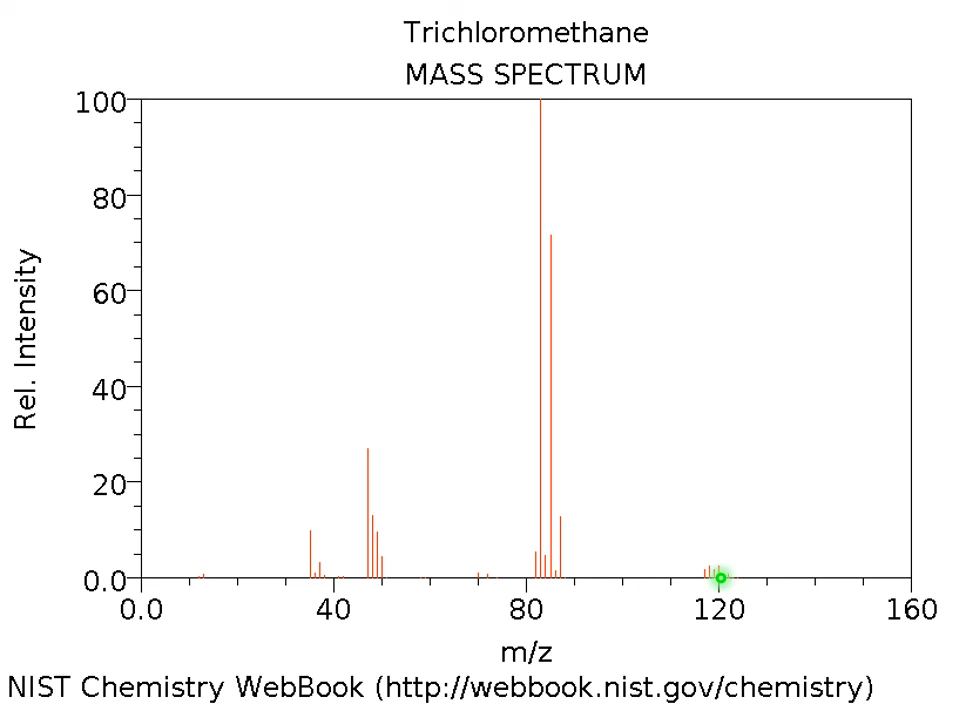 Trichloromethane
MASS SPECTRUM
100
80
60
40
20
0.0
Rel. Intensity
0.0 40 80 120 160
m/z
NIST Chemistry WebBook (http://webbook.nist.gov/chemistry)